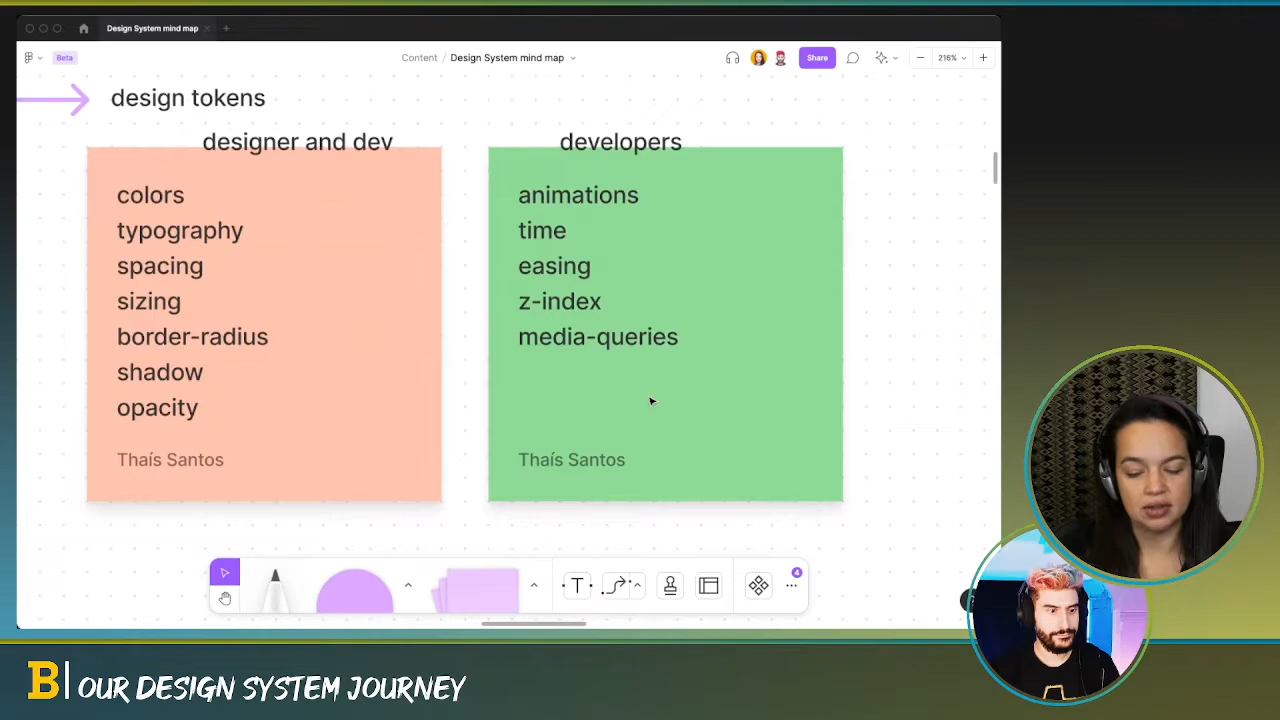 Design System mind map
Beta
Content / Design System mind map
Share
216%
design tokens
designer and dev
colors
typography
spacing
sizing
border-radius
shadow
opacity
Thaís Santos
developers
animations
time
easing
z-index
media-queries
Thaís Santos
T
4
B| OUR DESIGN SYSTEM JOURNEY